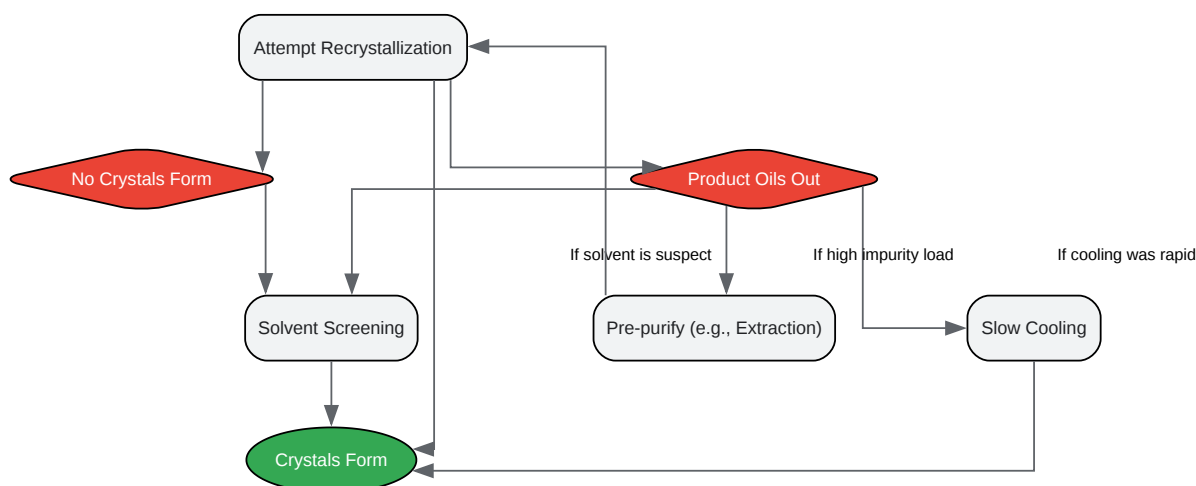 Attempt Recrystallization
No Crystals Form
Product Oils Out
If solvent is suspect
If high impurity load
If cooling was rapid
Solvent Screening
Pre-purify (e.g., Extraction)
Slow Cooling
Crystals Form